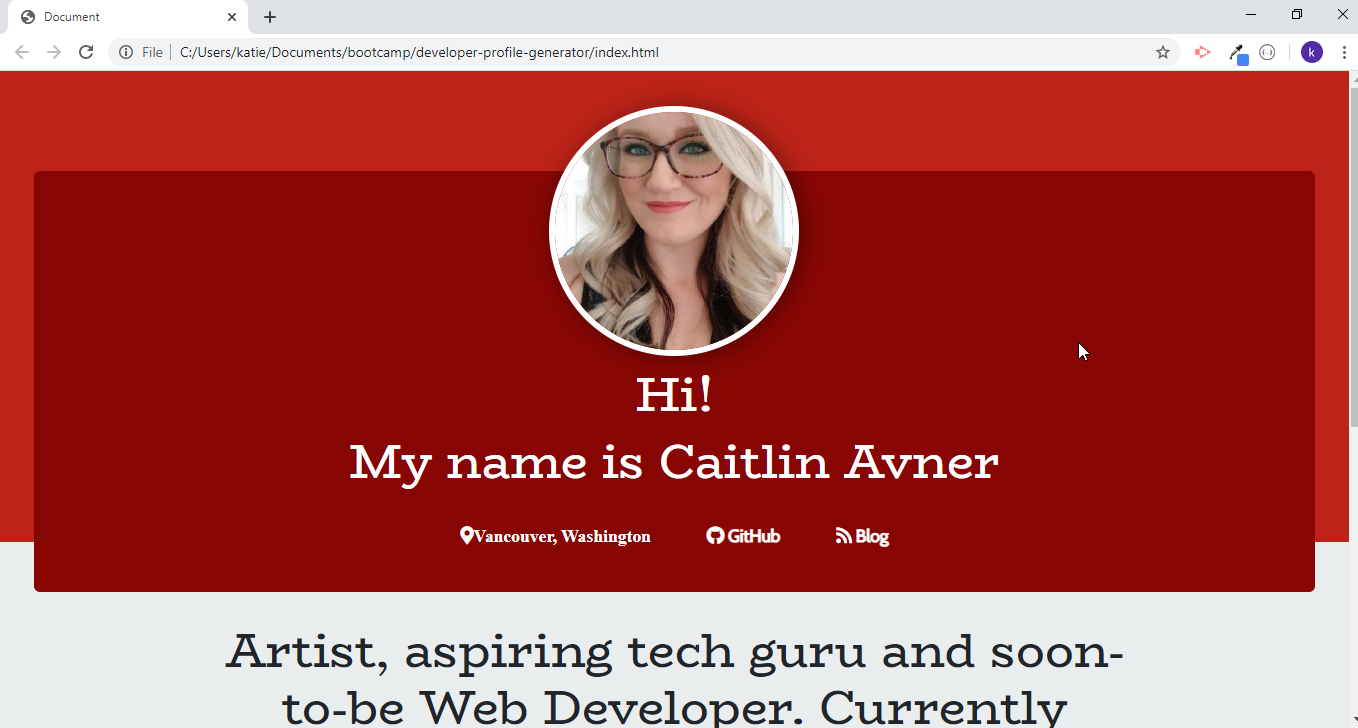 Document
File
C:/Users/katie/Documents/bootcamp/developer-profile-generator/index.html
k
Hi!
My name is Caitlin Avner
Vancouver, Washington
GitHub
Blog
Artist, aspiring tech guru and soon-
to-be Web Developer. Currently